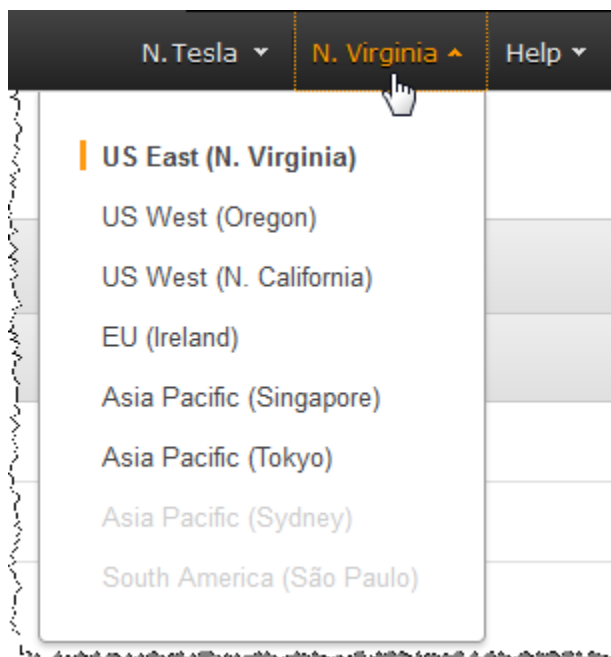 N. Tesla N. Virginia Help
US East (N. Virginia)
US West (Oregon)
US West (N. California)
EU (Ireland)
Asia Pacific (Singapore)
Asia Pacific (Tokyo)
Asia Pacific (Sydney)
South America (São Paulo)